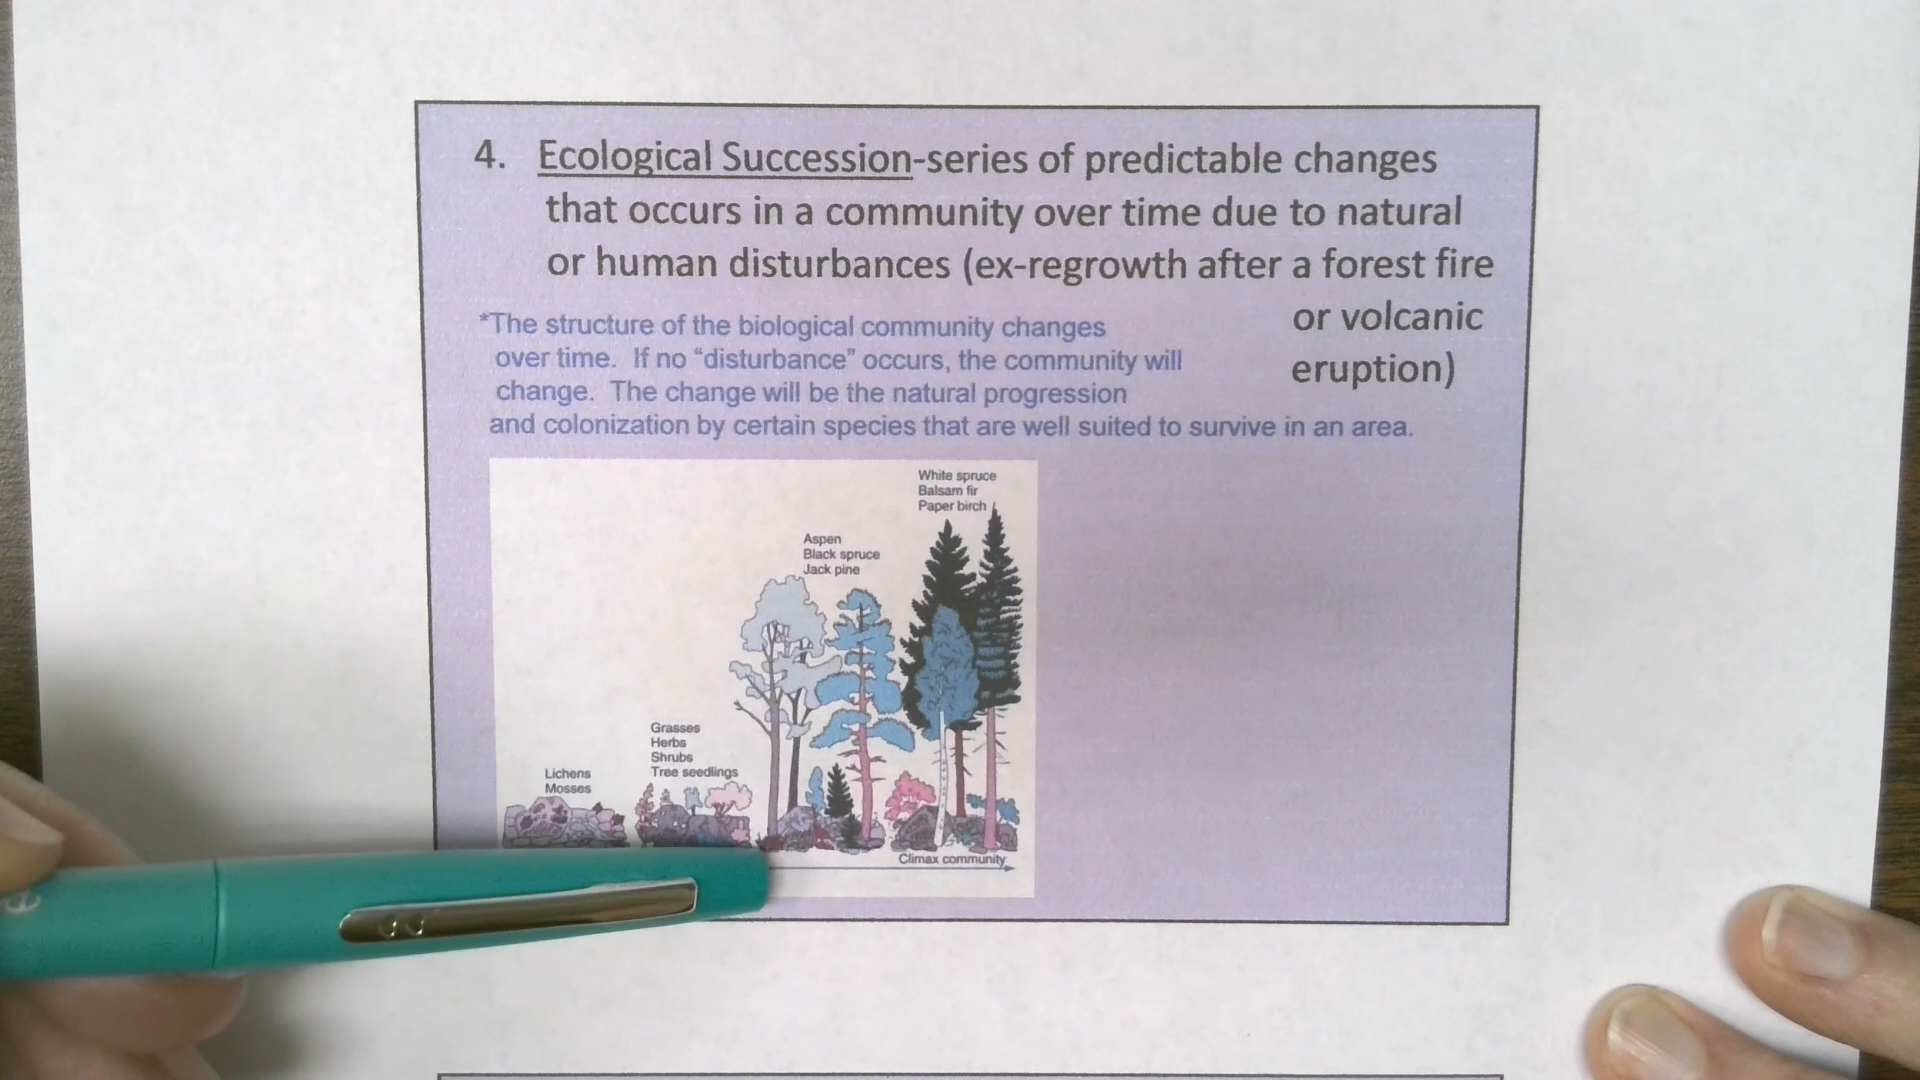 4. Ecological Succession-series of predictable changes
that occurs in a community over time due to natural
or human disturbances (ex-regrowth after a forest fire
or volcanic
eruption)
*The structure of the biological community changes
over time. If no "disturbance" occurs, the community will
change. The change will be the natural progression
and colonization by certain species that are well suited to survive in an area.
White spruce
Balsam fir
Paper birch
Aspen
Black spruce
Jack pine
Grasses
Herbs
Shrubs
Tree seedlings
Lichens
Mosses
Climax community